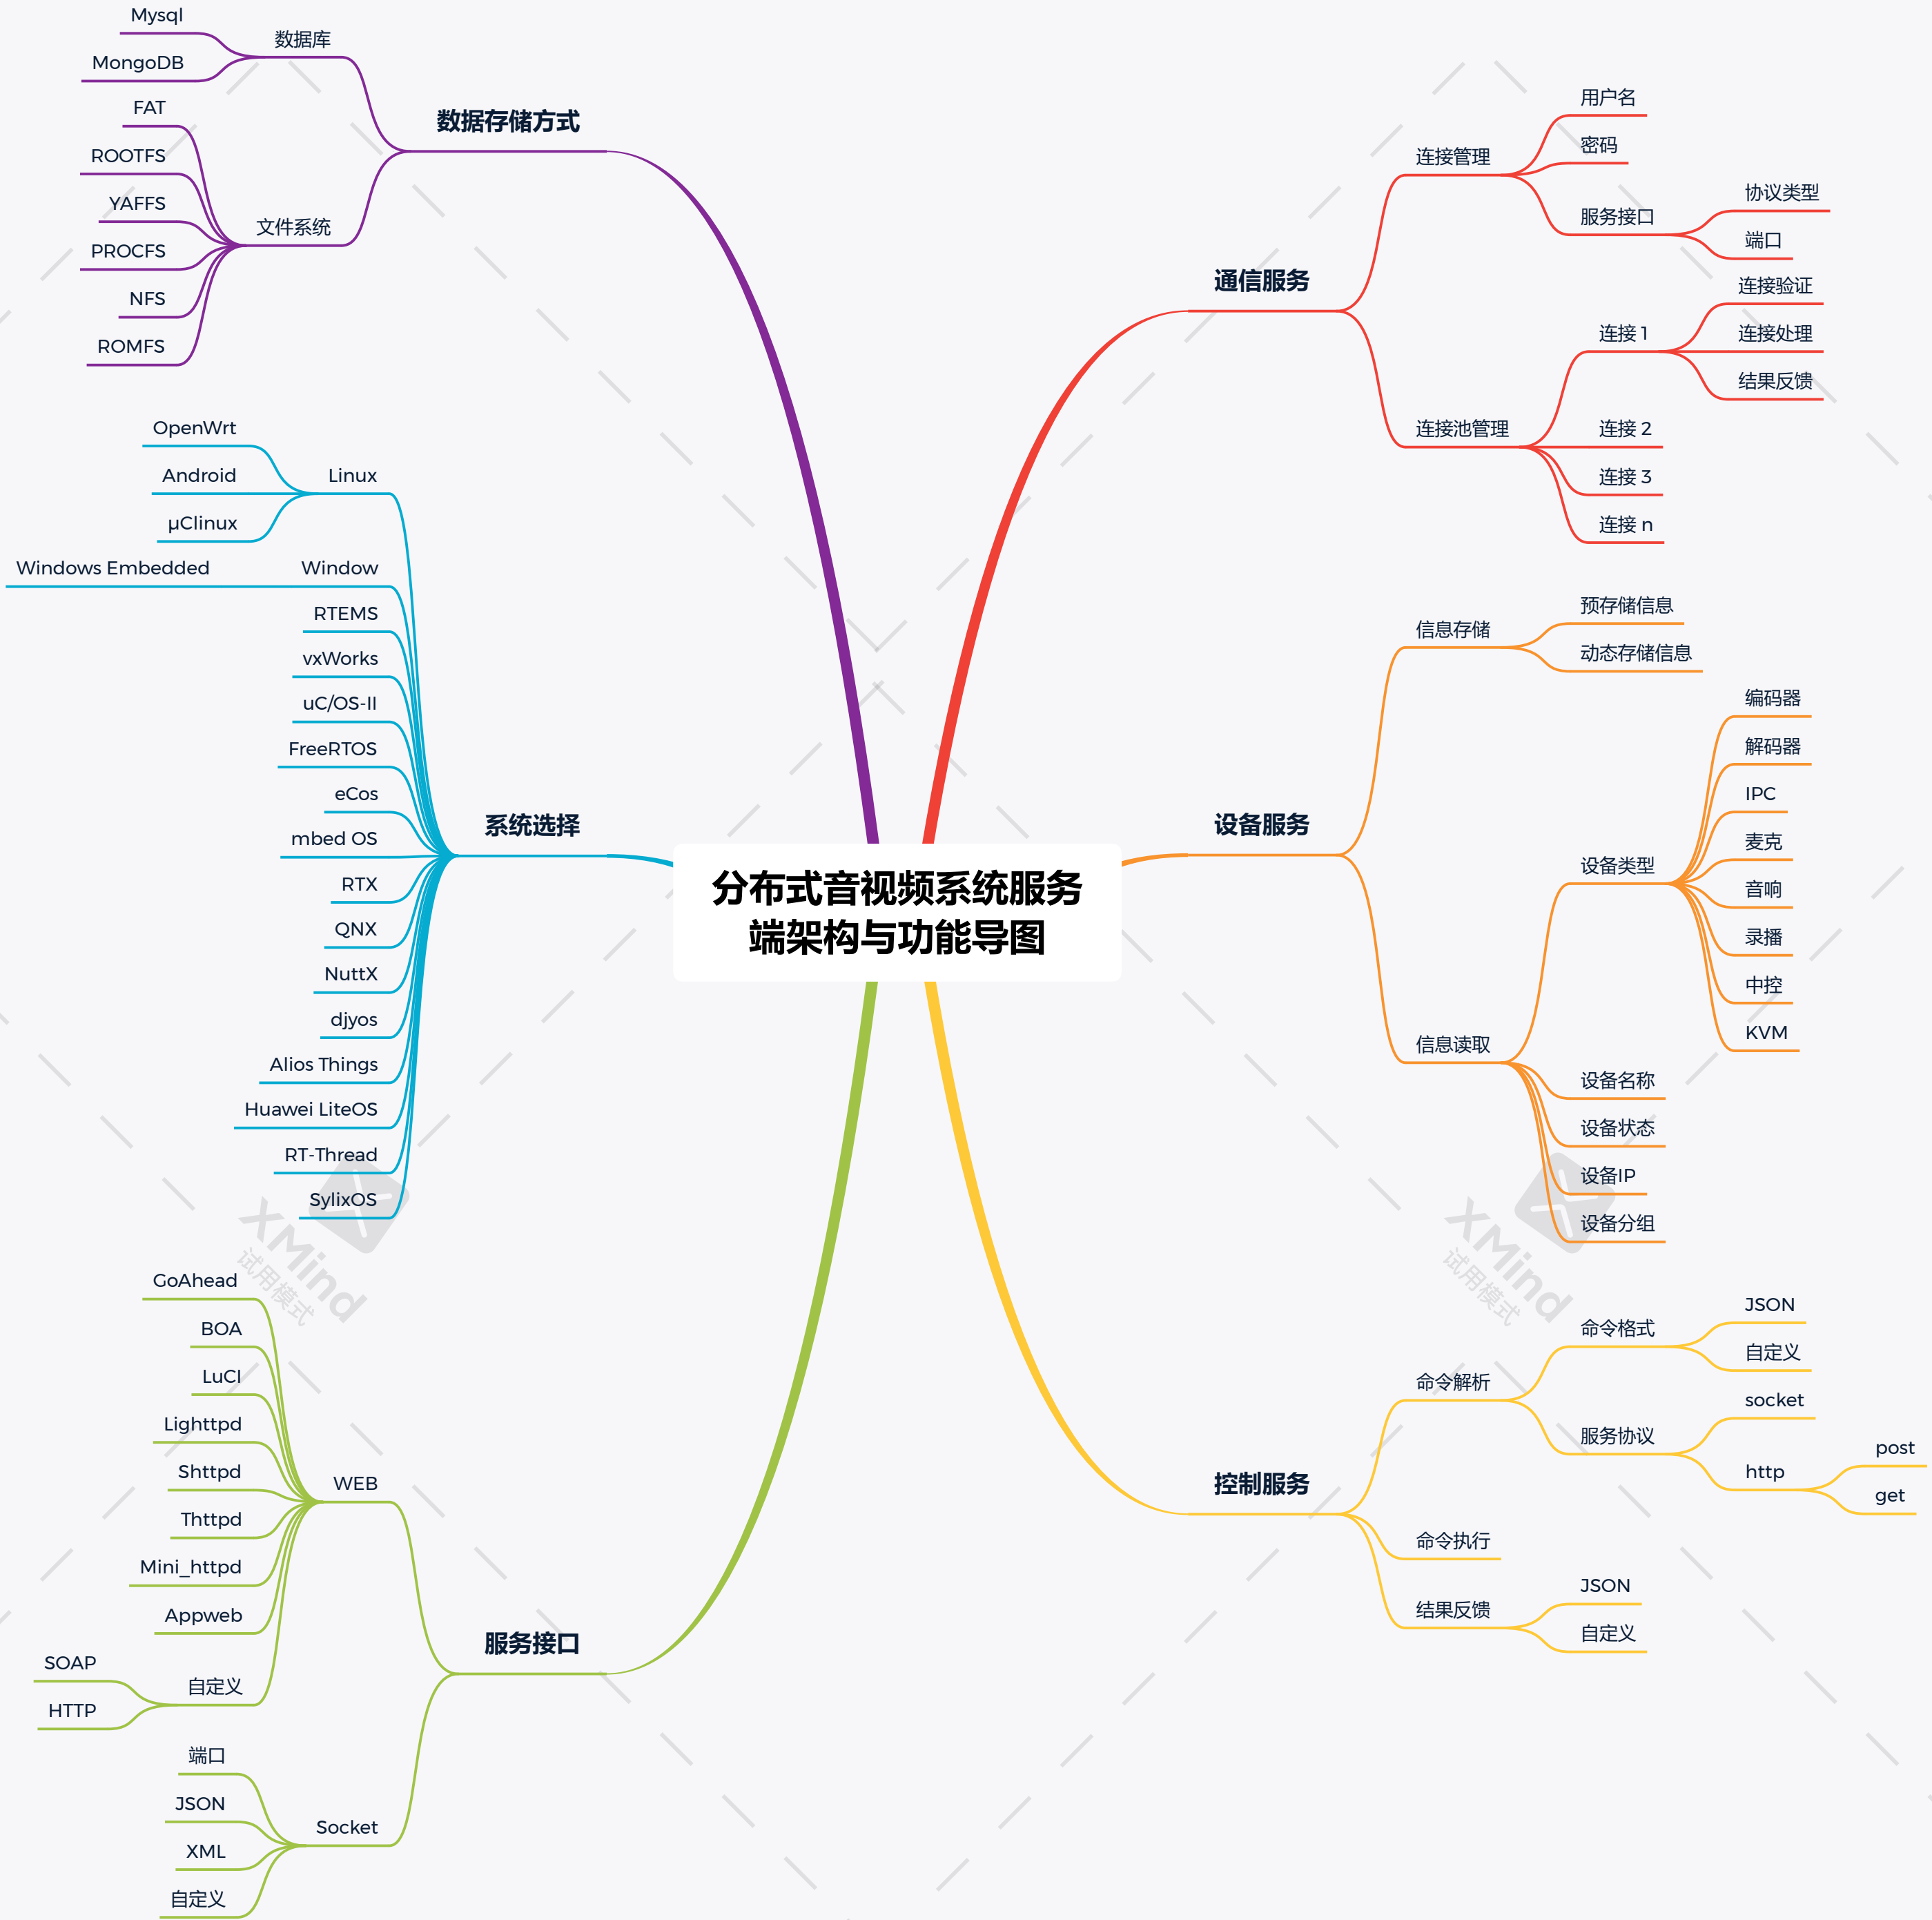 分布式音视频系统服务
端架构与功能导图
通信服务
连接管理
用户名
密码
服务接口
协议类型
端口
连接池管理
连接 1
连接验证
连接处理
结果反馈
连接 2
连接 3
连接 n
设备服务
信息存储
预存储信息
动态存储信息
信息读取
设备类型
编码器
解码器
IPC
麦克
音响
录播
中控
KVM
设备名称
设备状态
设备IP
设备分组
控制服务
命令解析
命令格式
JSON
自定义
服务协议
socket
http
post
get
命令执行
结果反馈
JSON
自定义
数据存储方式
数据库
Mysql
MongoDB
文件系统
FAT
ROOTFS
YAFFS
PROCFS
NFS
ROMFS
系统选择
Linux
OpenWrt
Android
μClinux
Window
Windows Embedded
RTEMS
vxWorks
uC/OS-II
FreeRTOS
eCos
mbed OS
RTX
QNX
NuttX
djyos
Alios Things
Huawei LiteOS
RT-Thread
SylixOS
服务接口
WEB
GoAhead
BOA
LuCI
Lighttpd
Shttpd
Thttpd
Mini_httpd
Appweb
自定义
SOAP
HTTP
Socket
端口
JSON
XML
自定义
XMind
试用模式
XMind
试用模式